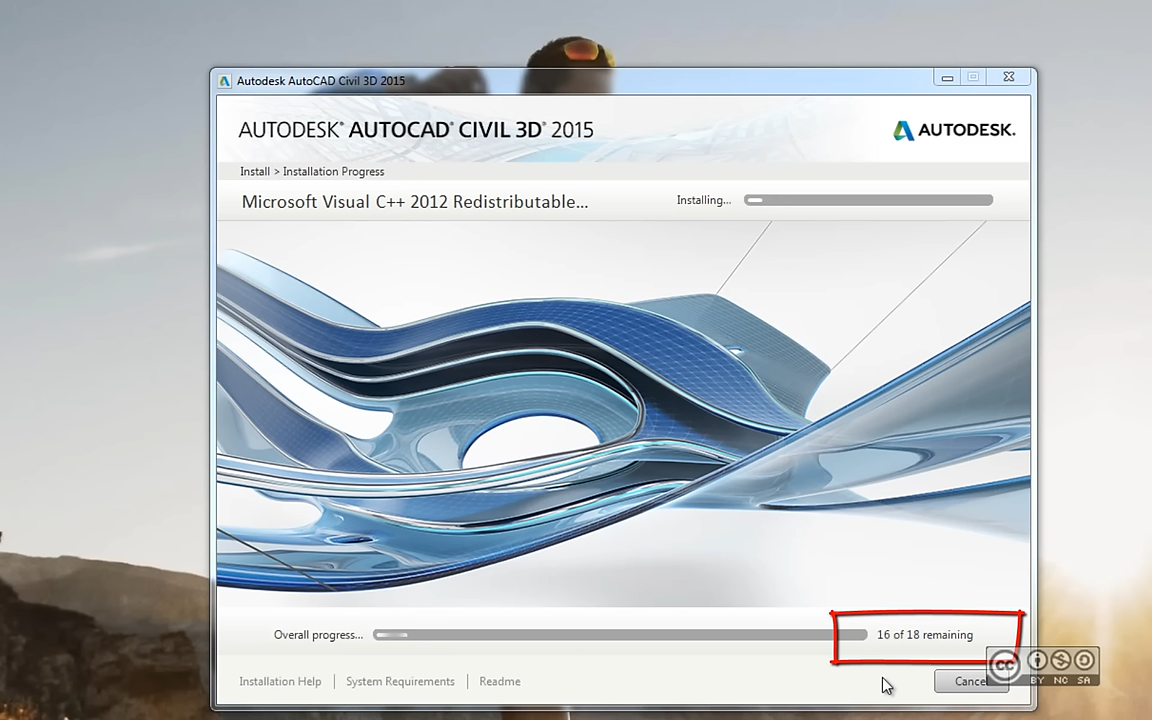 Autodesk AutoCAD Civil 3D 2015
AUTODESK® AUTOCAD® CIVIL 3D® 2015
AUTODESK.
Install > Installation Progress
Microsoft Visual C++ 2012 Redistributable...
Installing...
Overall progress...
16 of 18 remaining
Installation Help
System Requirements
Readme
Cancel
cc
BY NC SA